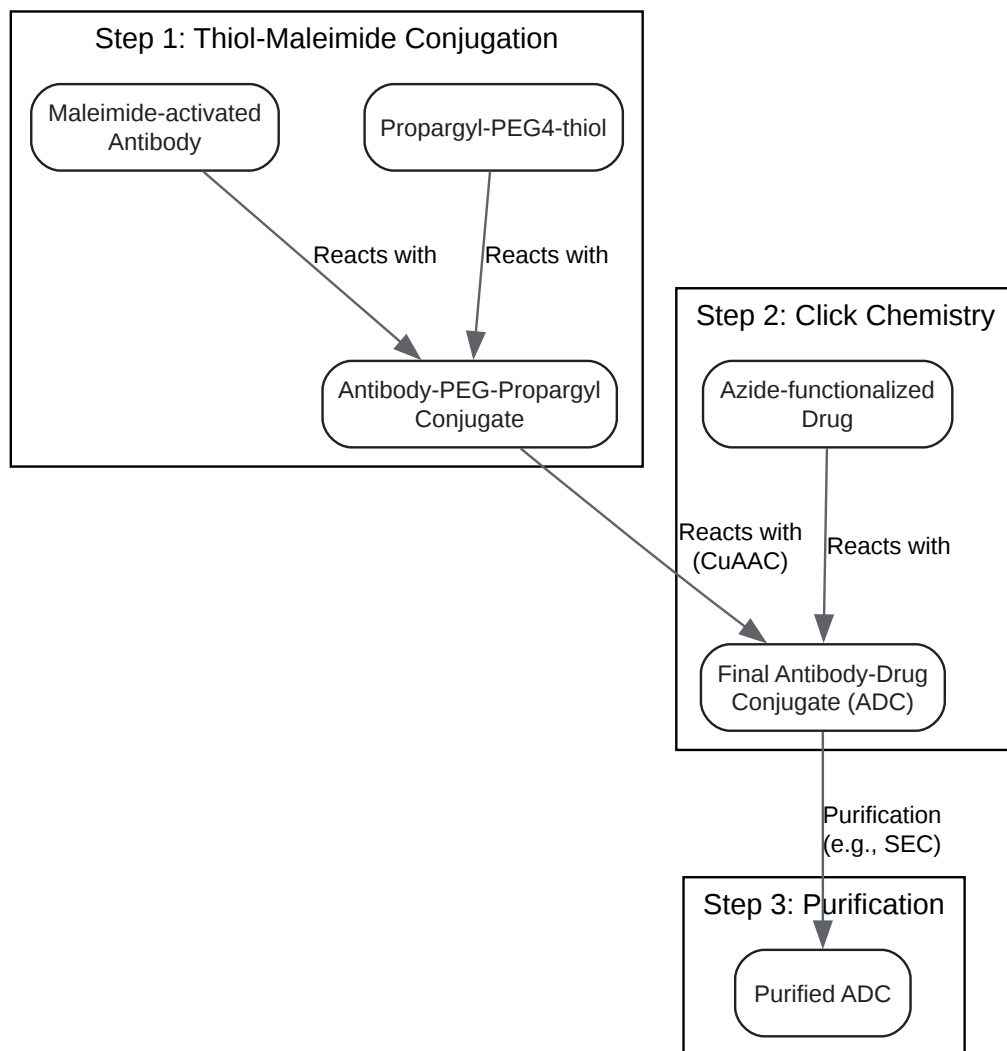 Step 1: Thiol-Maleimide Conjugation
Maleimide-activated
Antibody
Propargyl-PEG4-thiol
Reacts with
Reacts with
Antibody-PEG-Propargyl
Conjugate
Step 2: Click Chemistry
Azide-functionalized
Drug
Reacts with
(CuAAC)
Reacts with
Final Antibody-Drug
Conjugate (ADC)
Purification
(e.g., SEC)
Step 3: Purification
Purified ADC